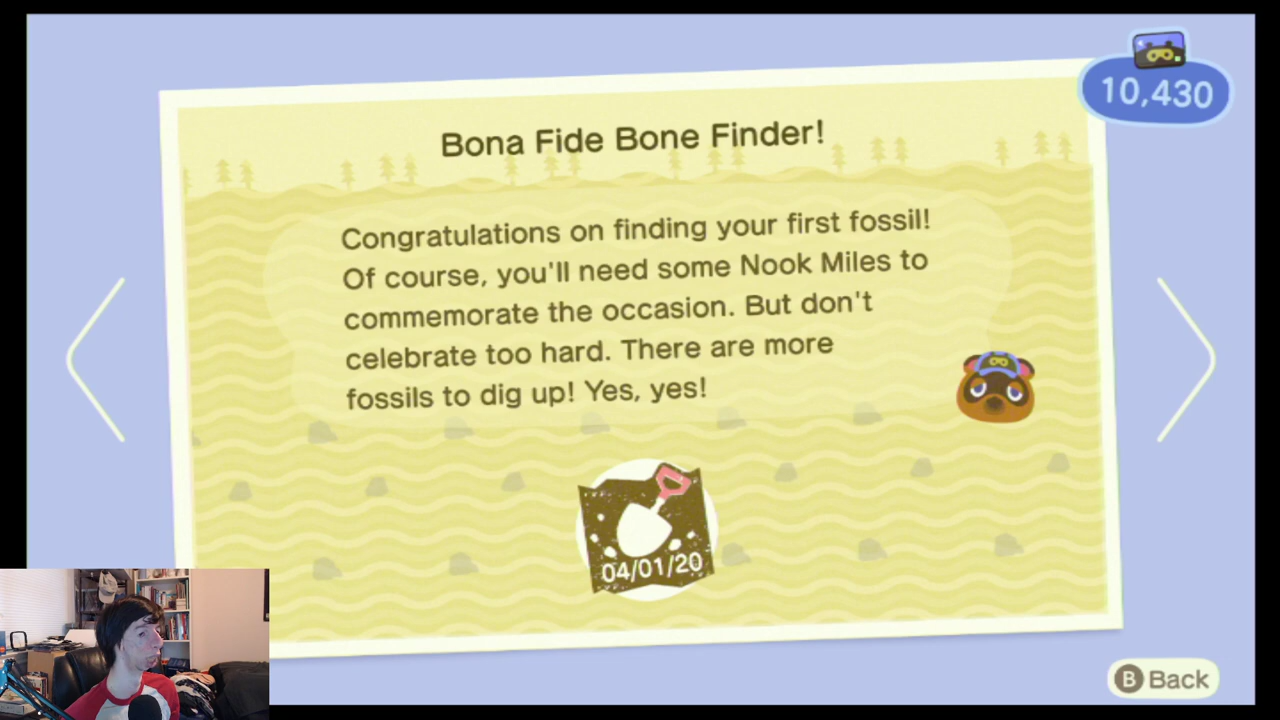 10,430
Bona Fide Bone Finder!
Congratulations on finding your first fossil!
Of course, you'll need some Nook Miles to
commemorate the occasion. But don't
celebrate too hard. There are more
fossils to dig up! Yes, yes!
04/01/20
B Back